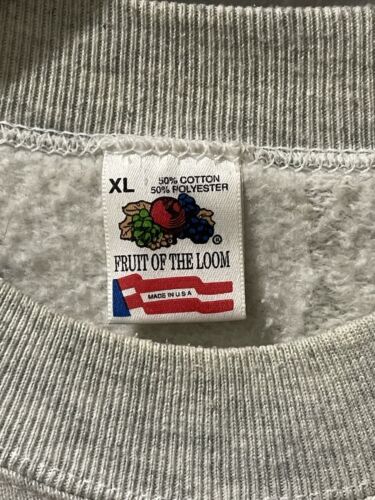 XL
50% COTTON
50% POLYESTER
®
FRUIT OF THE LOOM
MADE IN U S A